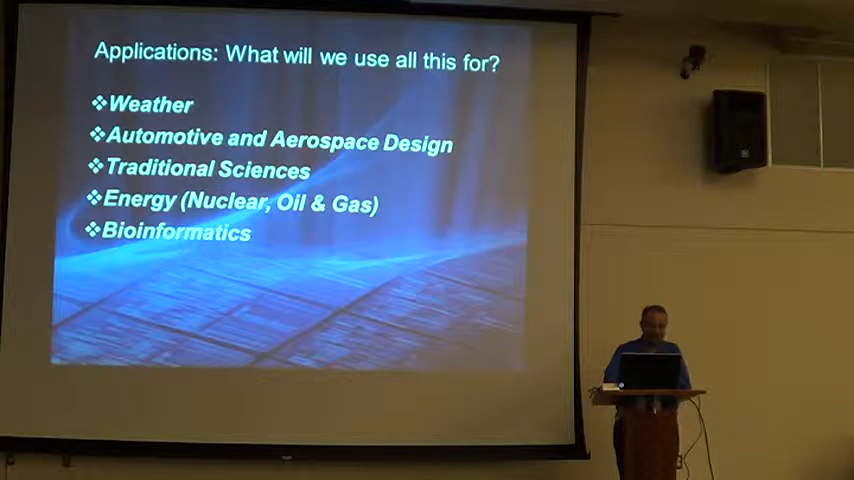 Applications: What will we use all this for?
❖Weather
❖Automotive and Aerospace Design
❖Traditional Sciences
❖Energy (Nuclear, Oil & Gas)
❖Bioinformatics